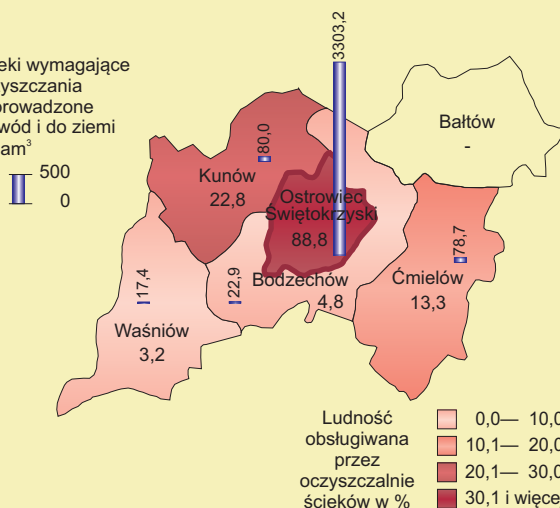 eki wymagające
yszczania
rowadzone
wód i do ziemi
am³
500
0
3303,2
Bałtów
-
80,0
Kunów
22,8
Ostrowiec
Świętokrzyski
88,8
78,7
Ćmielów
13,3
Bodzechów
4,8
22,9
17,4
Waśniów
3,2
Ludność
obsługiwana
przez
oczyszczalnie
ścieków w %
0,0— 10,0
10,1— 20,0
20,1— 30,0
30,1 i więce